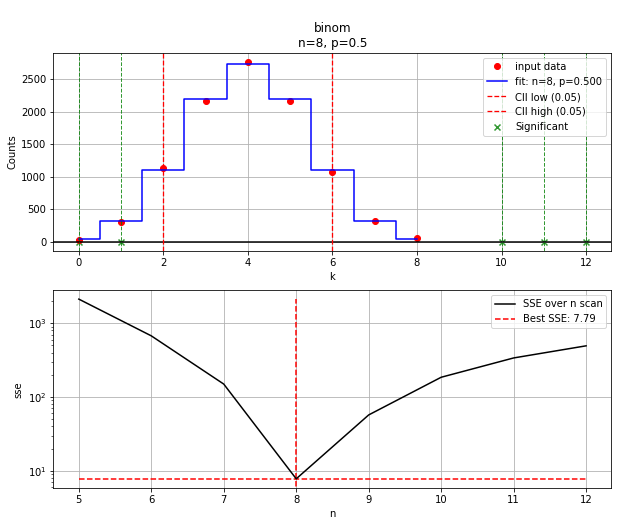 binom
n=8, p=0.5
Counts
2500
2000
1500
1000
500
0
input data
fit: n=8, p=0.500
CII low (0.05)
CII high (0.05)
Significant
0 2 4 6 8 10 12
k
sse
10³
10²
10¹
SSE over n scan
Best SSE: 7.79
5 6 7 8 9 10 11 12
n